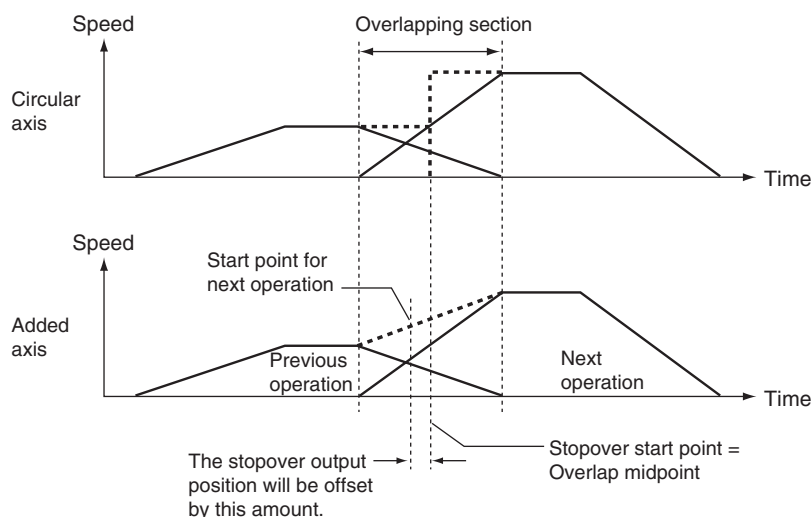 Speed
Overlapping section
Circular
axis
Time
Speed
Start point for
next operation
Added
axis
Previous
operation
Next
operation
Time
The stopover output
position will be offset
by this amount.
Stopover start point =
Overlap midpoint